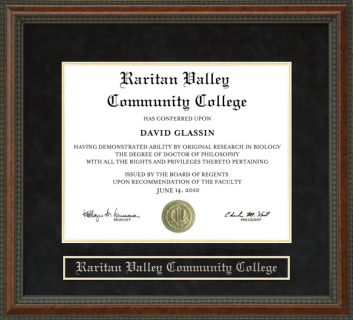 Raritan Valley
Community College
HAS CONFERRED UPON
DAVID GLASSIN
HAVING DEMONSTRATED ABILITY BY ORIGINAL RESEARCH IN BIOLOGY
THE DEGREE OF DOCTOR OF PHILOSOPHY
WITH ALL THE RIGHTS AND PRIVILEGES THERETO PERTAINING
ISSUED BY THE BOARD OF REGENTS
UPON RECOMMENDATION OF THE FACULTY
JUNE 14, 2010
PROVOST
PRESIDENT
Raritan Valley Community College